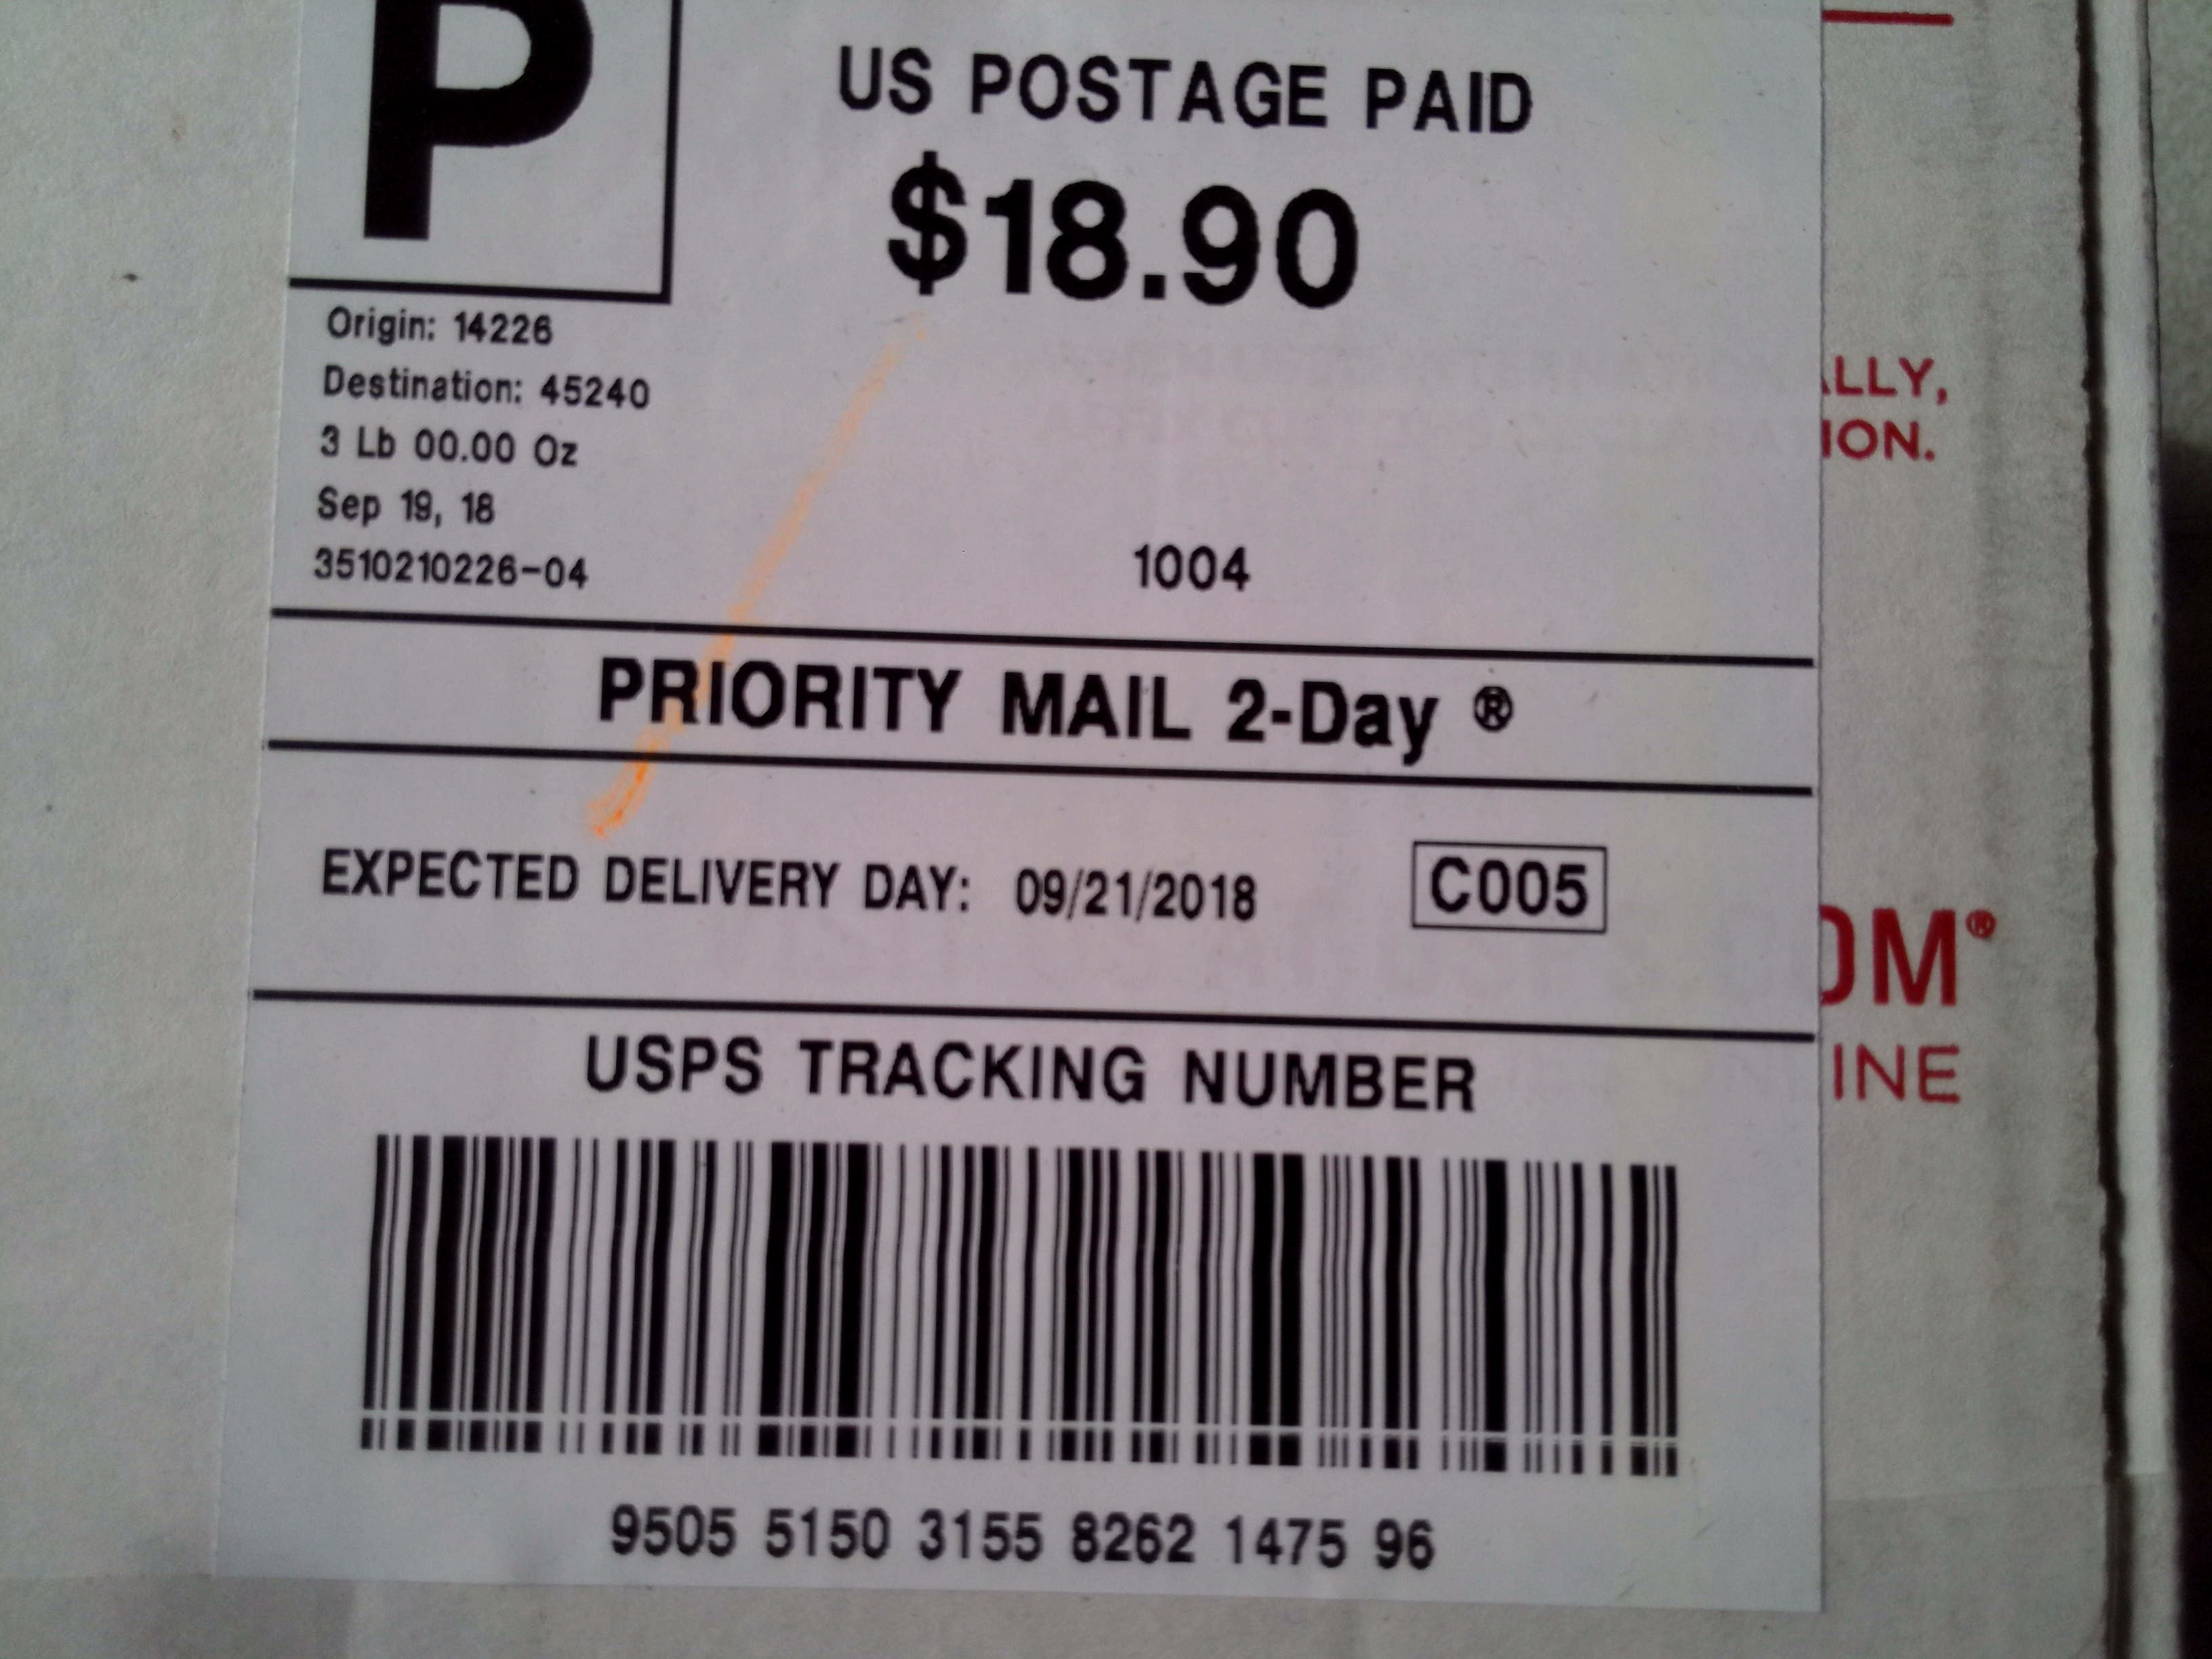 P
US POSTAGE PAID
$18.90
Origin: 14226
Destination: 45240
3 Lb 00.00 Oz
Sep 19, 18
3510210226-04
1004
PRIORITY MAIL 2-Day ®
EXPECTED DELIVERY DAY: 09/21/2018
C005
USPS TRACKING NUMBER
9505 5150 3155 8262 1475 96
LLY,
ION.
OM®
INE